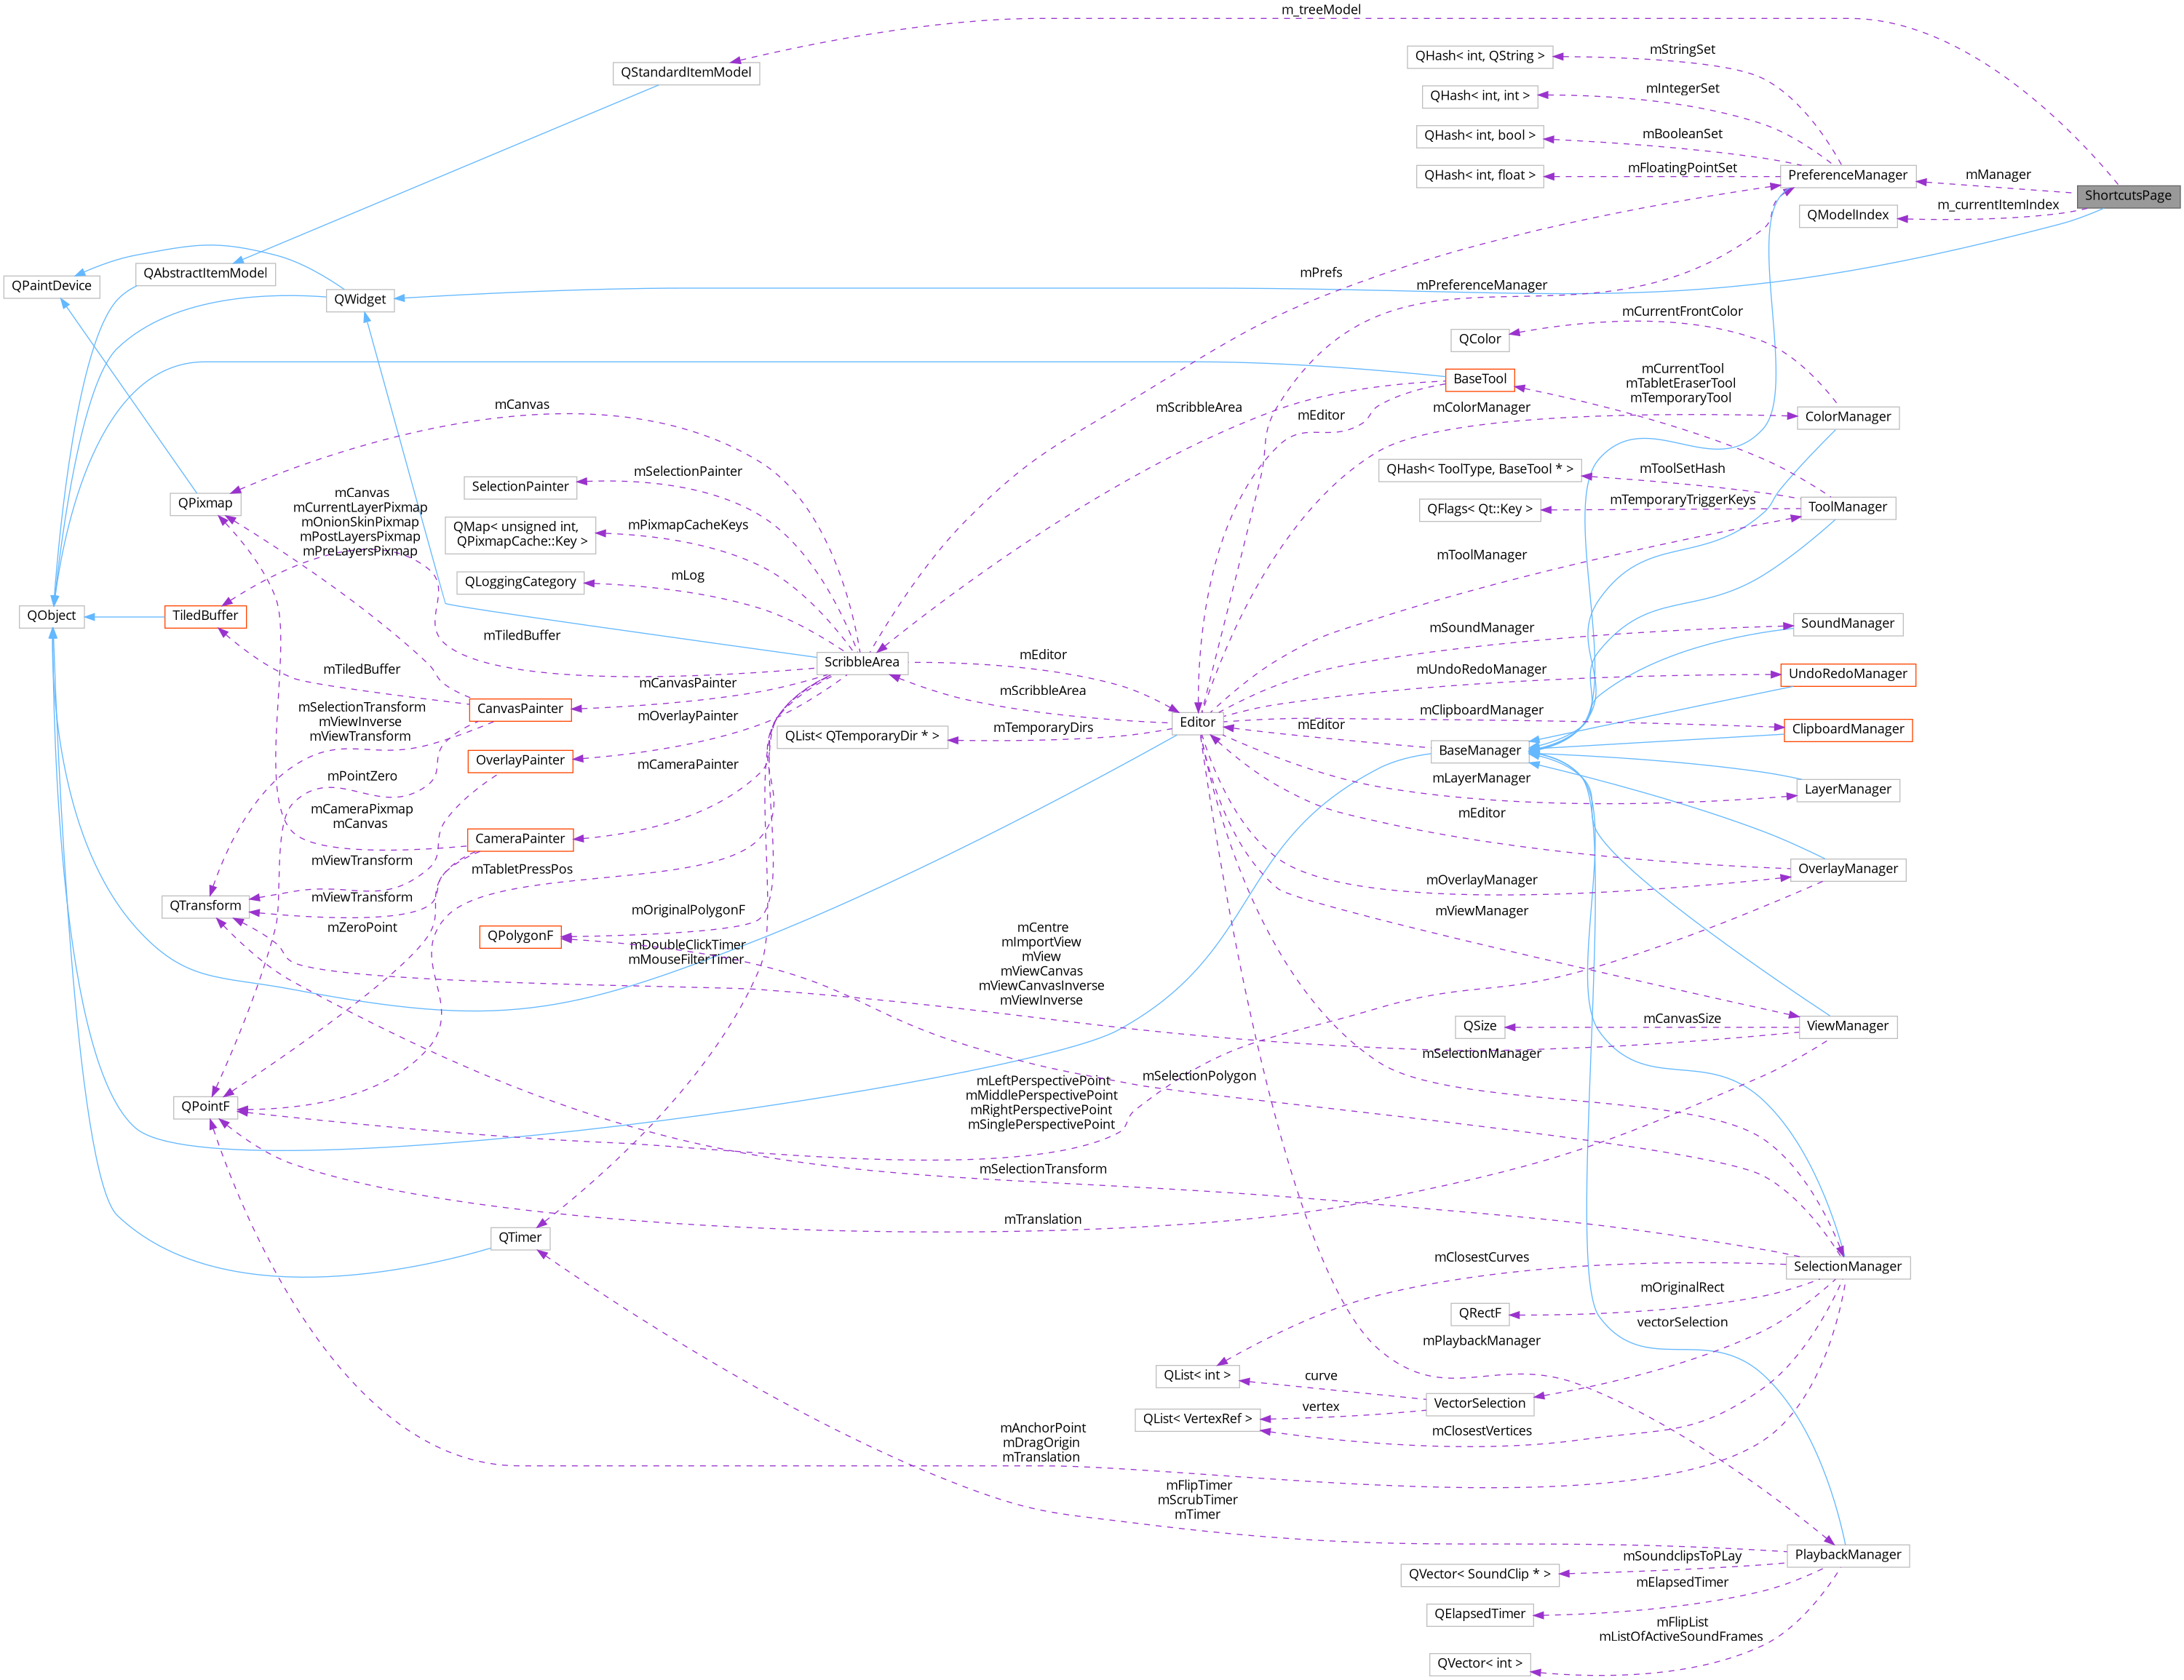 m_treeModel
mStringSet
QHash< int, QString >
QStandardItemModel
mIntegerSet
QHash< int, int >
mBooleanSet
QHash< int, bool >
mFloatingPointSet
QHash< int, float >
PreferenceManager
mManager
ShortcutsPage
m_currentItemIndex
QModelIndex
QPaintDevice
QAbstractItemModel
QWidget
mPrefs
mPreferenceManager
mCurrentFrontColor
QColor
BaseTool
mCurrentTool
mTabletEraserTool
mTemporaryTool
mCanvas
mScribbleArea
mEditor
mColorManager
ColorManager
mSelectionPainter
SelectionPainter
QHash< ToolType, BaseTool * >
mToolSetHash
QPixmap
mCanvas
mCurrentLayerPixmap
mOnionSkinPixmap
mPostLayersPixmap
mPreLayersPixmap
QMap< unsigned int,
QPixmapCache::Key >
mPixmapCacheKeys
QFlags< Qt::Key >
mTemporaryTriggerKeys
ToolManager
mToolManager
QLoggingCategory
mLog
QObject
TiledBuffer
mTiledBuffer
mSoundManager
SoundManager
ScribbleArea
mEditor
mTiledBuffer
mCanvasPainter
mUndoRedoManager
UndoRedoManager
mScribbleArea
CanvasPainter
mSelectionTransform
mViewInverse
mViewTransform
mOverlayPainter
Editor
mClipboardManager
ClipboardManager
mTemporaryDirs
QList< QTemporaryDir * >
mEditor
BaseManager
OverlayPainter
mCameraPainter
mPointZero
mLayerManager
LayerManager
mCameraPixmap
mCanvas
CameraPainter
mEditor
mViewTransform
mTabletPressPos
OverlayManager
mOverlayManager
mViewTransform
QTransform
mZeroPoint
mOriginalPolygonF
QPolygonF
mViewManager
mDoubleClickTimer
mMouseFilterTimer
mCentre
mImportView
mView
mViewCanvas
mViewCanvasInverse
mViewInverse
QSize
mCanvasSize
ViewManager
mSelectionManager
mSelectionPolygon
QPointF
mLeftPerspectivePoint
mMiddlePerspectivePoint
mRightPerspectivePoint
mSinglePerspectivePoint
mSelectionTransform
mTranslation
QTimer
mClosestCurves
SelectionManager
mOriginalRect
QRectF
vectorSelection
mPlaybackManager
QList< int >
curve
VectorSelection
QList< VertexRef >
vertex
mClosestVertices
mAnchorPoint
mDragOrigin
mTranslation
mFlipTimer
mScrubTimer
mTimer
PlaybackManager
mSoundclipsToPLay
QVector< SoundClip * >
mElapsedTimer
QElapsedTimer
mFlipList
mListOfActiveSoundFrames
QVector< int >